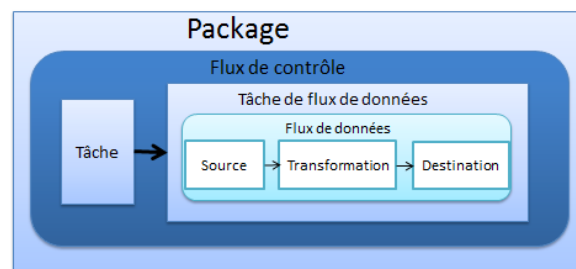 Package
Flux de contrôle
Tâche de flux de données
Flux de données
Tâche
Source
Transformation
Destination